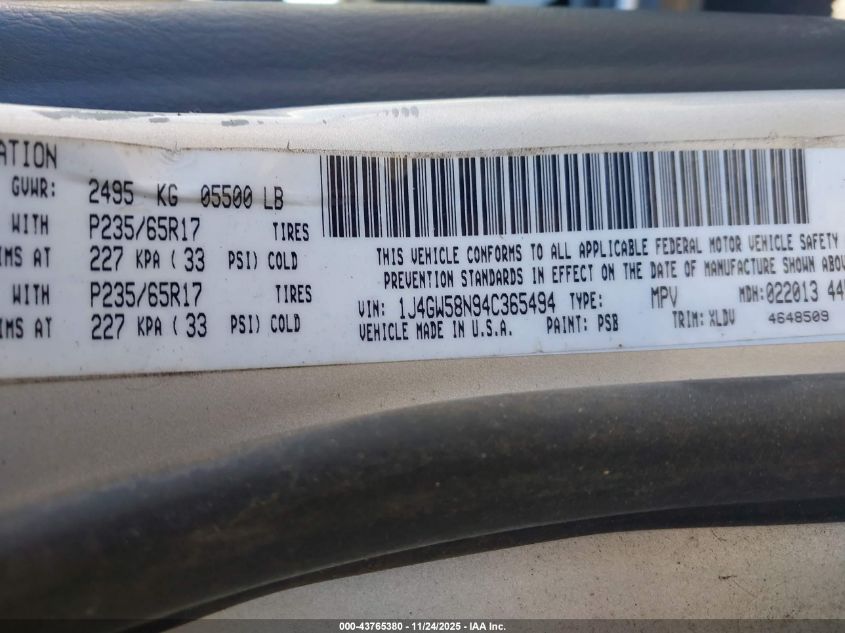 ATION
GVWR: 2495 KG 05500 LB
WITH P235/65R17 TIRES
IMS AT 227 KPA ( 33 PSI) COLD
WITH P235/65R17 TIRES
IMS AT 227 KPA ( 33 PSI) COLD
THIS VEHICLE CONFORMS TO ALL APPLICABLE FEDERAL MOTOR VEHICLE SAFETY
PREVENTION STANDARDS IN EFFECT ON THE DATE OF MANUFACTURE SHOWN ABOV
VIN: 1J4GW58N94C365494 TYPE: MPV MDH: 022013 44
VEHICLE MADE IN U.S.A. PAINT: PSB TRIM: XLDV 4648509
000-43765380 - 11/24/2025 - IAA Inc.